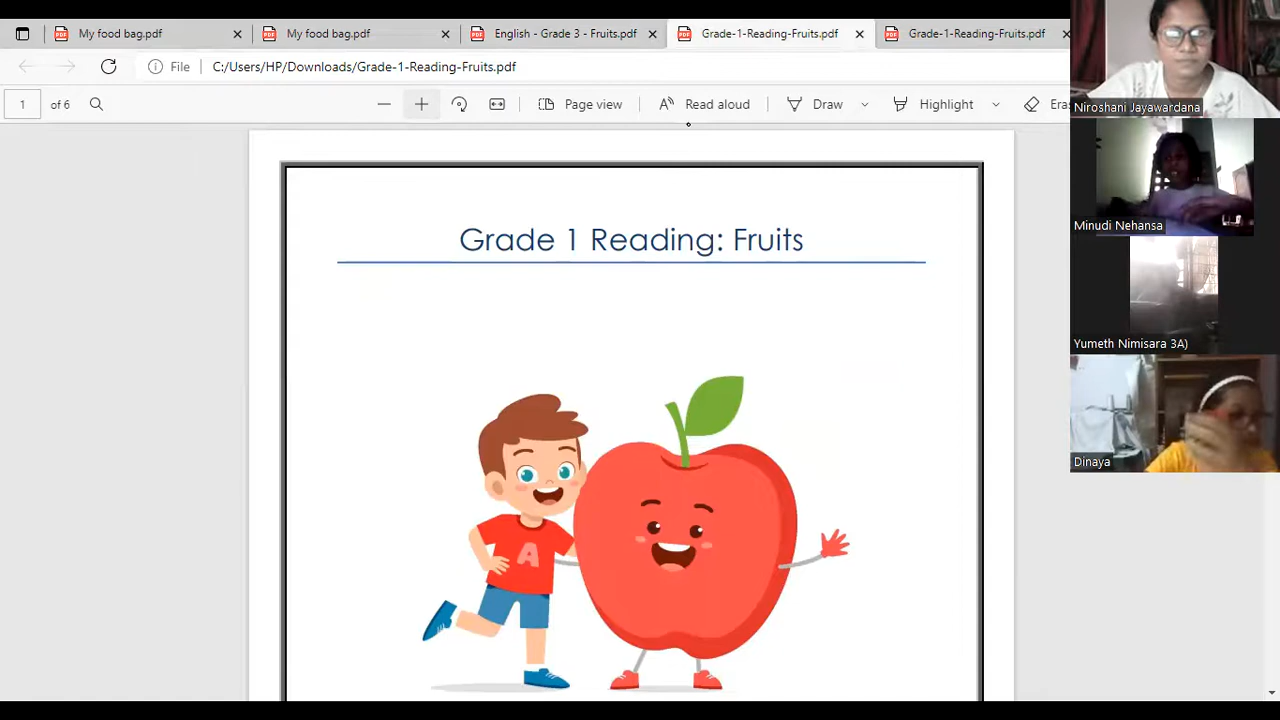 My food bag.pdf
My food bag.pdf
English - Grade 3 - Fruits.pdf
Grade-1-Reading-Fruits.pdf
Grade-1-Reading-Fruits.pdf
File
C:/Users/HP/Downloads/Grade-1-Reading-Fruits.pdf
1 of 6
Page view
Read aloud
Draw
Highlight
Grade 1 Reading: Fruits
A
Niroshani Jayawardana
Minudi Nehansa
Yumeth Nimisara 3A)
Dinaya